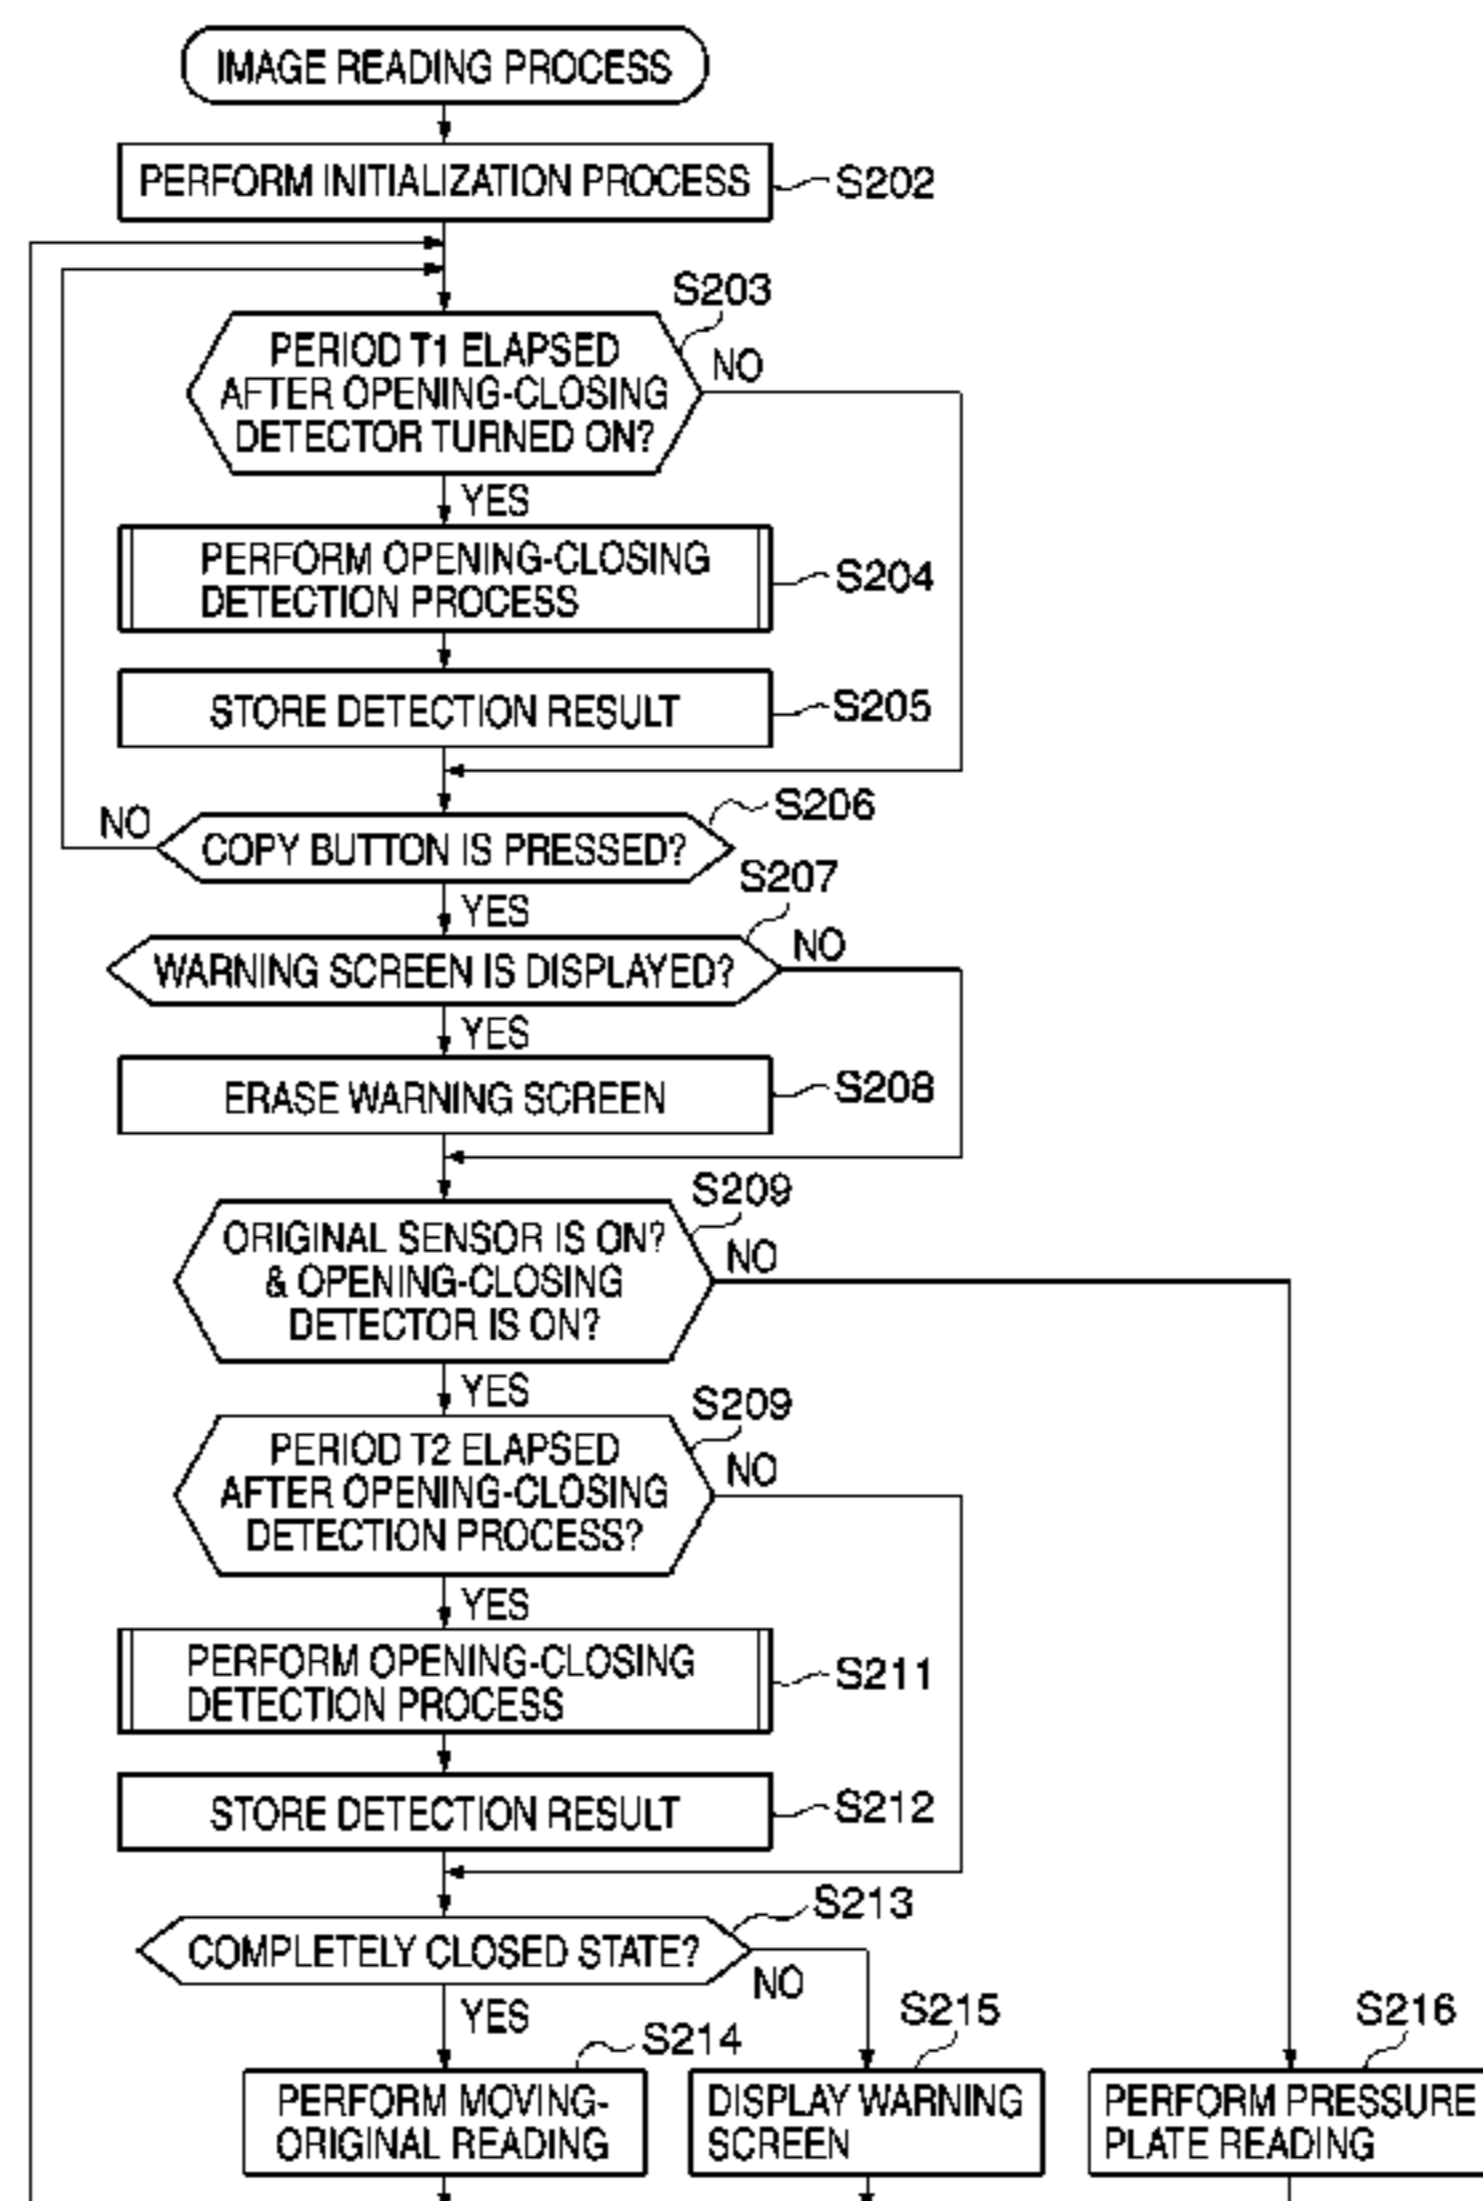 IMAGE READING PROCESS
PERFORM INITIALIZATION PROCESS
S202
S203
PERIOD T1 ELAPSED
AFTER OPENING-CLOSING
DETECTOR TURNED ON?
NO
YES
PERFORM OPENING-CLOSING
DETECTION PROCESS
S204
STORE DETECTION RESULT
S205
S206
NO
COPY BUTTON IS PRESSED?
S207
YES
NO
WARNING SCREEN IS DISPLAYED?
YES
ERASE WARNING SCREEN
S208
S209
ORIGINAL SENSOR IS ON?
& OPENING-CLOSING
DETECTOR IS ON?
NO
YES
S209
PERIOD T2 ELAPSED
AFTER OPENING-CLOSING
DETECTION PROCESS?
NO
YES
PERFORM OPENING-CLOSING
DETECTION PROCESS
S211
STORE DETECTION RESULT
S212
S213
COMPLETELY CLOSED STATE?
NO
YES
S214
S215
S216
PERFORM MOVING-
ORIGINAL READING
DISPLAY WARNING
SCREEN
PERFORM PRESSURE
PLATE READING